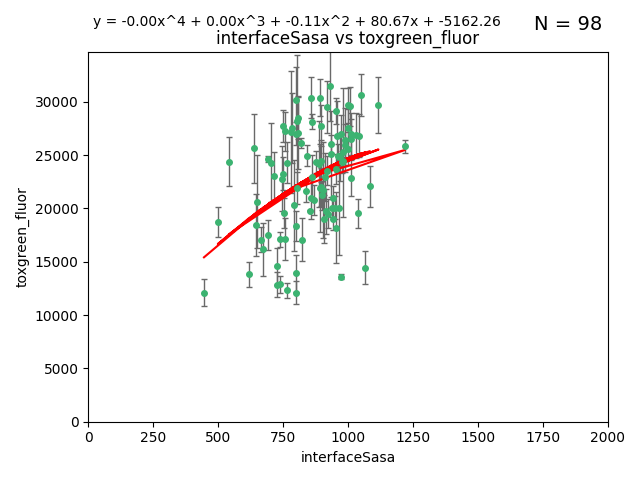 y = -0.00x^4 + 0.00x^3 + -0.11x^2 + 80.67x + -5162.26
N = 98
interfaceSasa vs toxgreen_fluor
30000
25000
20000
15000
10000
5000
0
toxgreen_fluor
0 250 500 750 1000 1250 1500 1750 2000
interfaceSasa